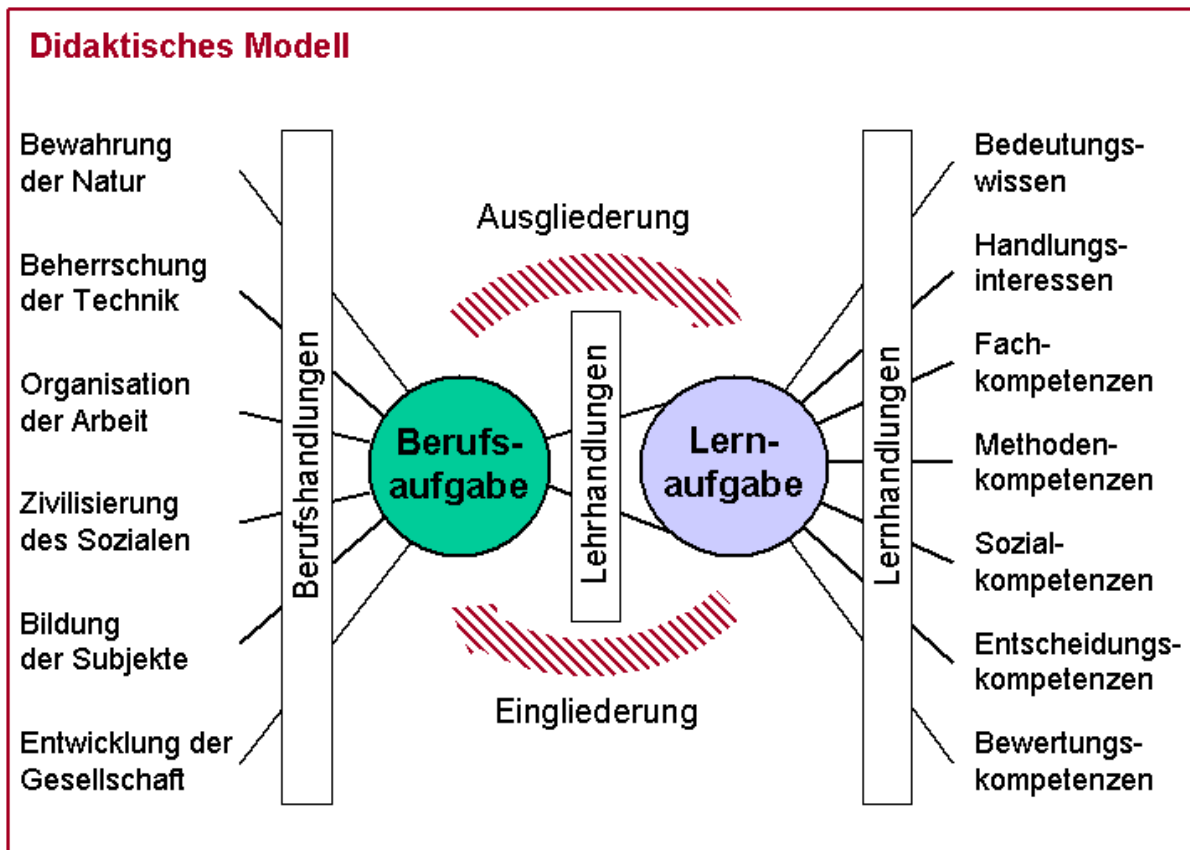 Didaktisches Modell
Bewahrung
der Natur
Beherrschung
der Technik
Organisation
der Arbeit
Zivilisierung
des Sozialen
Bildung
der Subjekte
Entwicklung der
Gesellschaft
Berufshandlungen
Ausgliederung
Berufs-
aufgabe
Lehrhandlungen
Lern-
aufgabe
Eingliederung
Lernhandlungen
Bedeutungs-
wissen
Handlungs-
interessen
Fach-
kompetenzen
Methoden-
kompetenzen
Sozial-
kompetenzen
Entscheidungs-
kompetenzen
Bewertungs-
kompetenzen